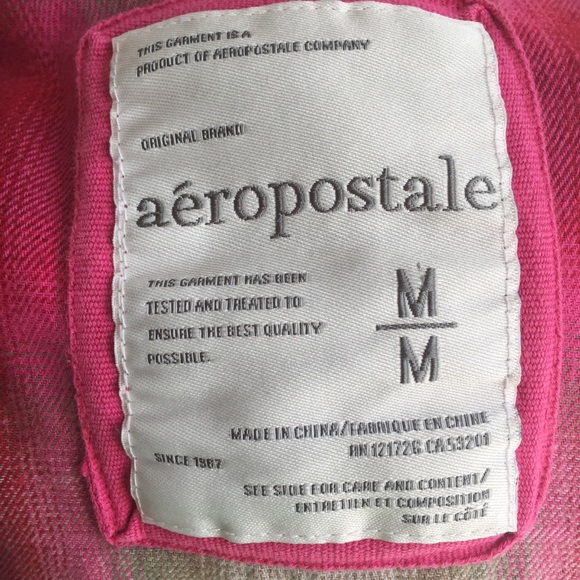 THIS GARMENT IS A
PRODUCT OF AEROPOSTALE COMPANY
ORIGINAL BRAND
aéropostale
THIS GARMENT HAS BEEN
TESTED AND TREATED TO
ENSURE THE BEST QUALITY
POSSIBLE.
M
M
MADE IN CHINA/FABRIQUE EN CHINE
RN 121726 CA 53201
SINCE 1987
SEE SIDE FOR CARE AND CONTENT/
ENTRETIEN ET COMPOSITION
SUR LE CÔTÉ